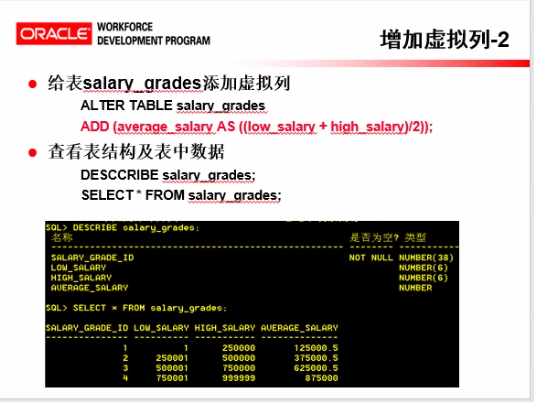 ORACLE
WORKFORCE
DEVELOPMENT PROGRAM
增加虚拟列-2
给表salary_grades添加虚拟列
ALTER TABLE salary_grades
ADD (average_salary AS ((low_salary + high_salary)/2));
查看表结构及表中数据
DESCCRIBE salary_grades;
SELECT * FROM salary_grades;
SQL> DESCRIBE salary_grades;
名称 是否为空? 类型
SALARY_GRADE_ID NOT NULL NUMBER(38)
LOW_SALARY NUMBER(6)
HIGH_SALARY NUMBER(6)
AVERAGE_SALARY NUMBER
SQL> SELECT * FROM salary_grades;
SALARY_GRADE_ID LOW_SALARY HIGH_SALARY AVERAGE_SALARY
1 1 250000 125000.5
2 250001 500000 375000.5
3 500001 750000 625000.5
4 750001 999999 875000